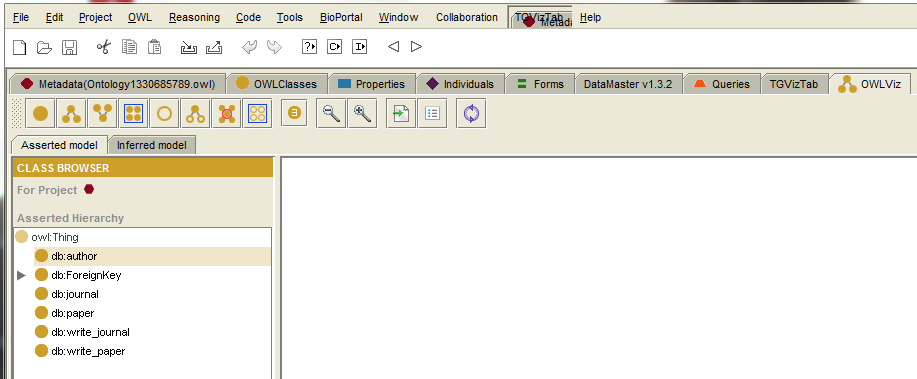 File Edit Project OWL Reasoning Code Tools BioPortal Window Collaboration TGVizTab Help
Metadata(Ontology1330685789.owl) OWLClasses Properties Individuals Forms DataMaster v1.3.2 Queries TGVizTab OWLViz
Asserted model Inferred model
CLASS BROWSER
For Project
Asserted Hierarchy
owl:Thing
db:author
db:ForeignKey
db:journal
db:paper
db:write_journal
db:write_paper